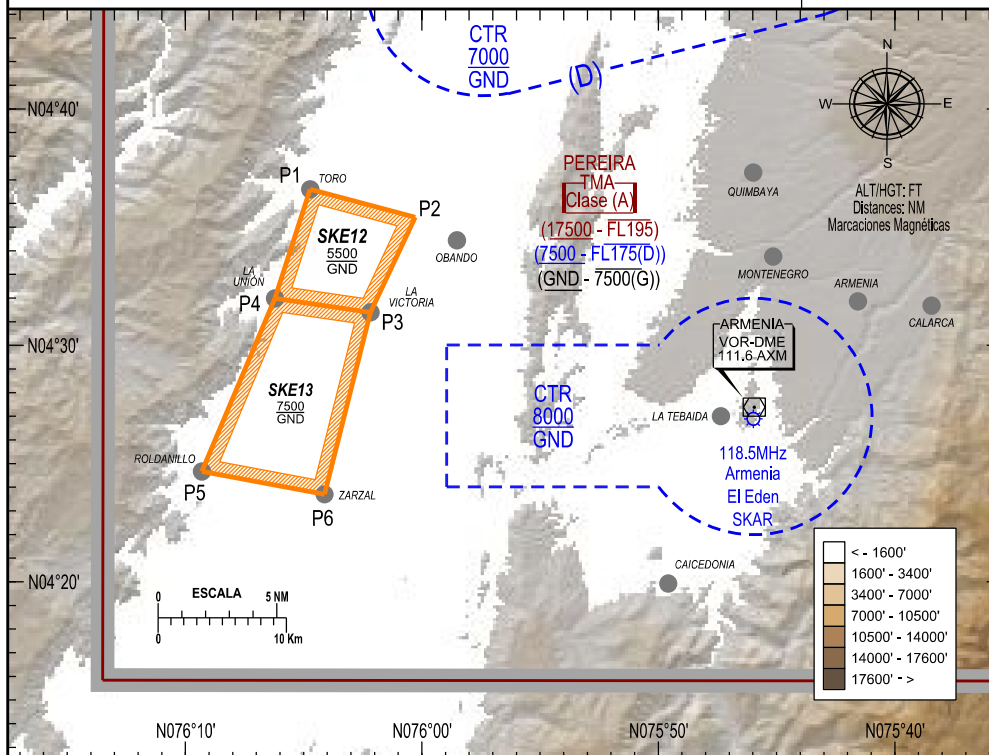 CTR
7000
GND
(D)
N
W
E
S
ALT/HGT: FT
Distances: NM
Marcaciones Magnéticas
N04°40'
N04°30'
N04°20'
P1
TORO
P2
SKE12
5500
GND
OBANDO
LA
UNIÓN
P4
LA
VICTORIA
P3
SKE13
7500
GND
ROLDANILLO
P5
ZARZAL
P6
PEREIRA
TMA
Clase (A)
(17500 - FL195)
(7500 - FL175(D))
(GND - 7500(G))
QUIMBAYA
MONTENEGRO
ARMENIA
CALARCA
ARMENIA
VOR-DME
111.6 AXM
CTR
8000
GND
LA TEBAIDA
118.5MHz
Armenia
El Eden
SKAR
CAICEDONIA
0
ESCALA
5 NM
0
10 Km
< - 1600'
1600' - 3400'
3400' - 7000'
7000' - 10500'
10500' - 14000'
14000' - 17600'
17600' - >
N076°10'
N076°00'
N075°50'
N075°40'